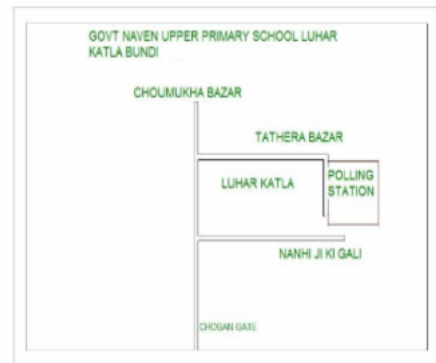 GOVT NAVEN UPPER PRIMARY SCHOOL LUHAR
KATLA BUNDI
CHOUMUKHA BAZAR
TATHERA BAZAR
LUHAR KATLA
POLLING
STATION
NANHI JI KI GALI
CHOGAN GATE